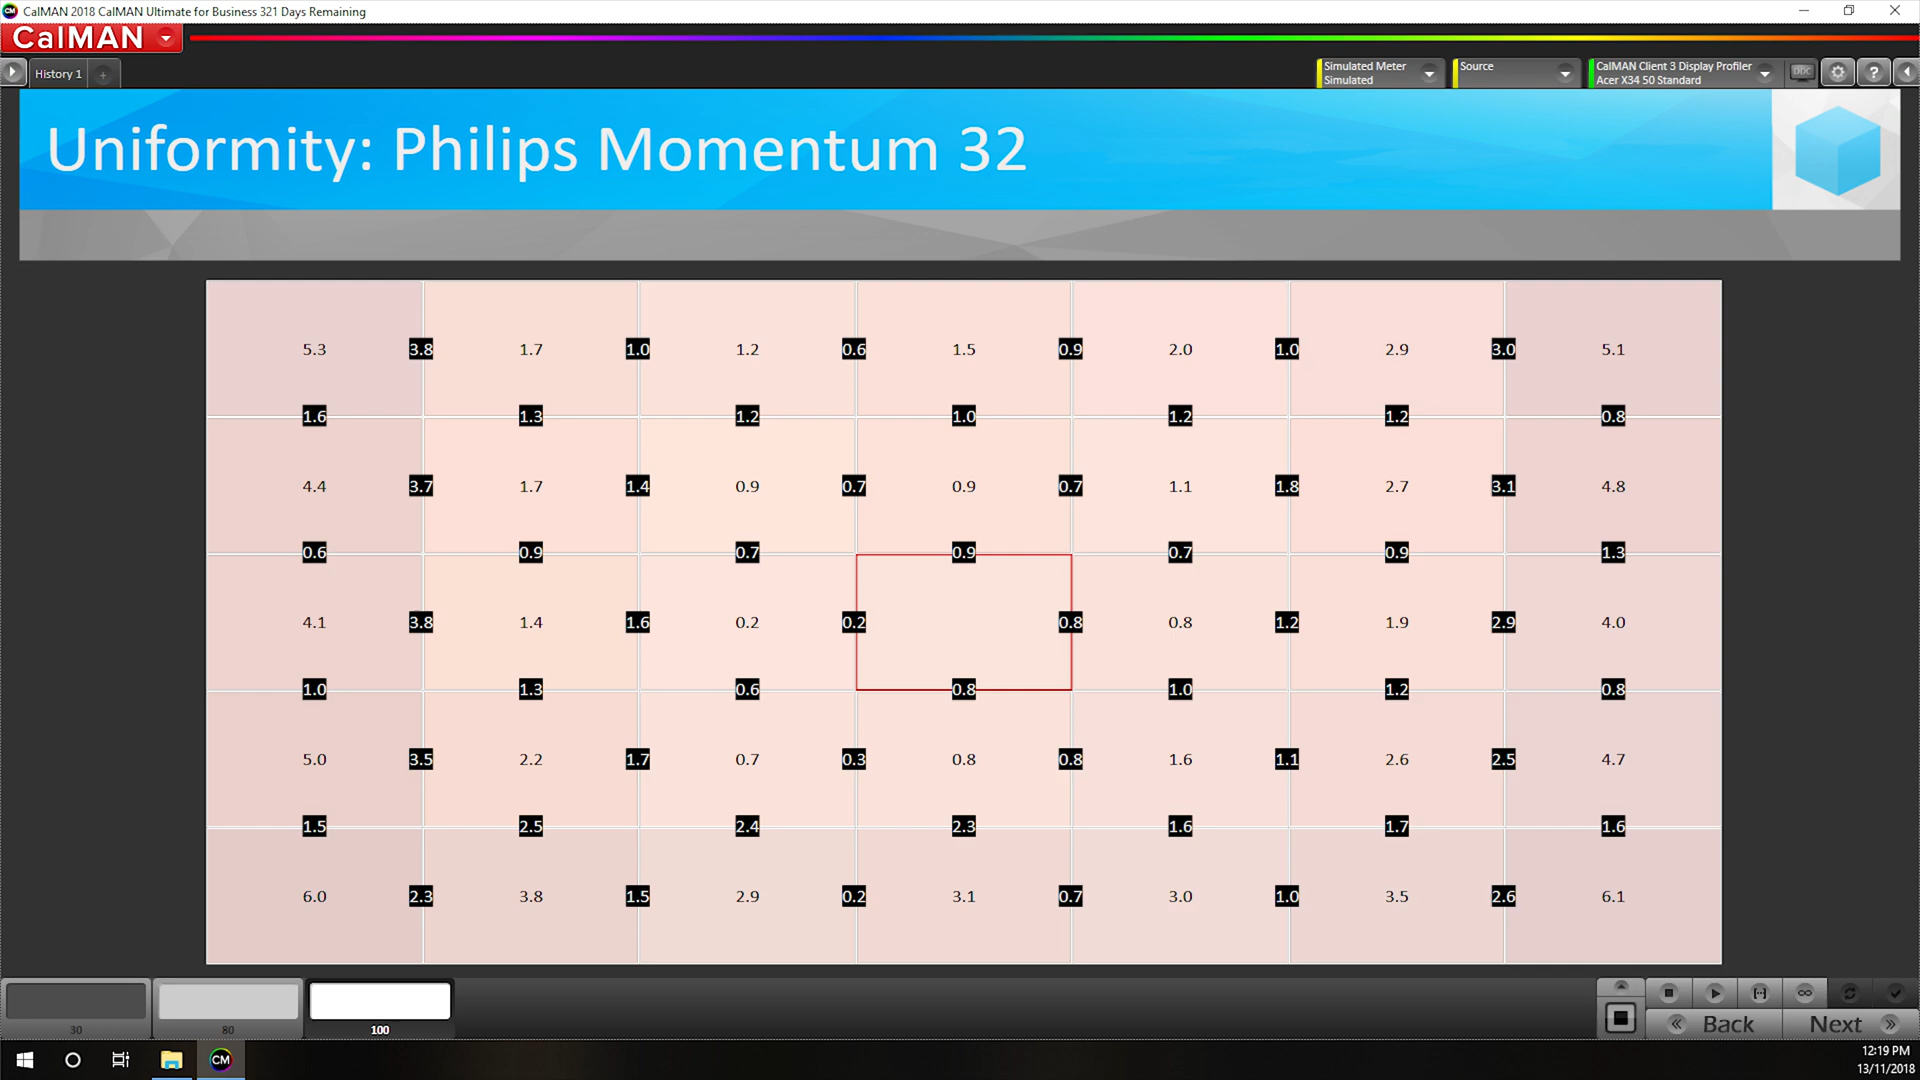 CM CalMAN 2018 CalMAN Ultimate for Business 321 Days Remaining
CalMAN
History 1 +
Simulated Meter
Simulated
Source
CalMAN Client 3 Display Profiler
Acer X34 50 Standard
DDC
?
Uniformity: Philips Momentum 32
5.3 3.8 1.7 1.0 1.2 0.6 1.5 0.9 2.0 1.0 2.9 3.0 5.1
1.6 1.3 1.2 1.0 1.2 1.2 0.8
4.4 3.7 1.7 1.4 0.9 0.7 0.9 0.7 1.1 1.8 2.7 3.1 4.8
0.6 0.9 0.7 0.9 0.7 0.9 1.3
4.1 3.8 1.4 1.6 0.2 0.2 0.8 0.8 1.2 1.9 2.9 4.0
1.0 1.3 0.6 0.8 1.0 1.2 0.8
5.0 3.5 2.2 1.7 0.7 0.3 0.8 0.8 1.6 1.1 2.6 2.5 4.7
1.5 2.5 2.4 2.3 1.6 1.7 1.6
6.0 2.3 3.8 1.5 2.9 0.2 3.1 0.7 3.0 1.0 3.5 2.6 6.1
30 80 100
Back Next
CM
12:19 PM
13/11/2018